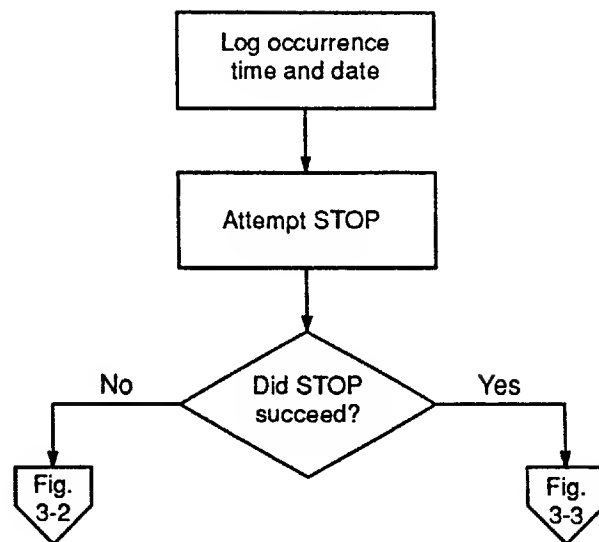 Log occurrence
time and date
Attempt STOP
Did STOP
succeed?
No
Yes
Fig.
3-2
Fig.
3-3